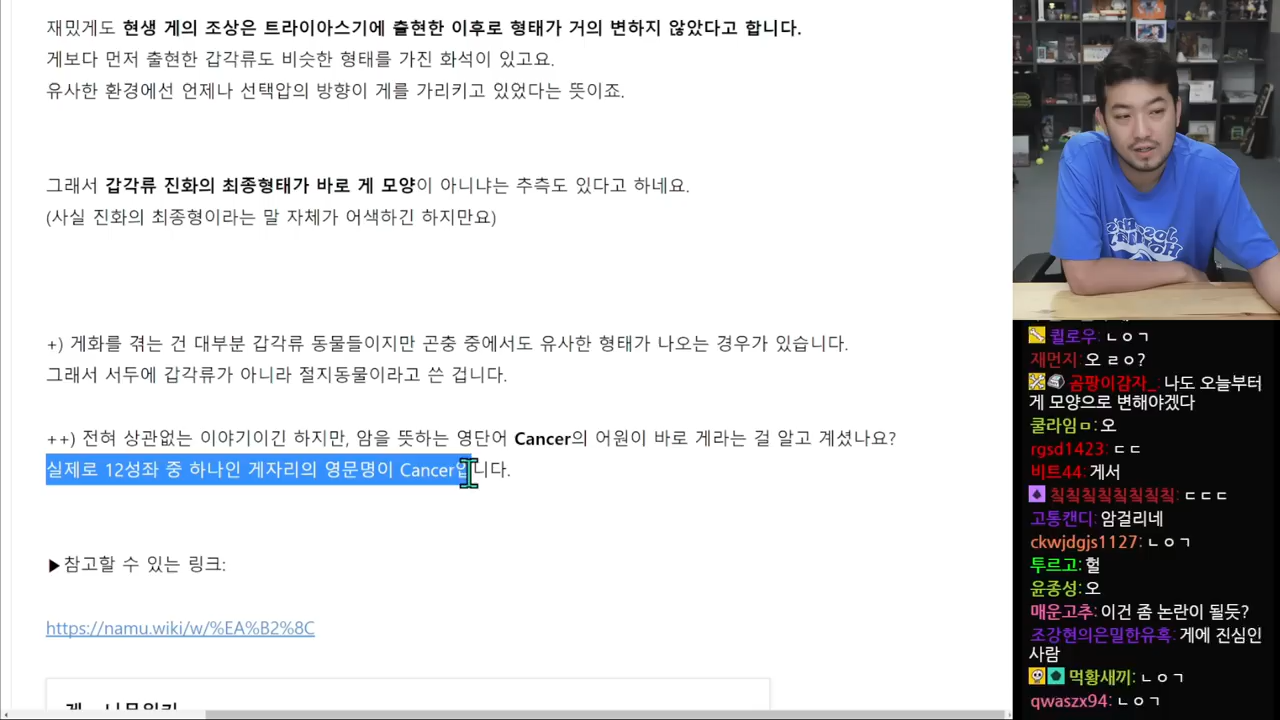 재밌게도 현생 게의 조상은 트라이아스기에 출현한 이후로 형태가 거의 변하지 않았다고 합니다.
게보다 먼저 출현한 갑각류도 비슷한 형태를 가진 화석이 있고요.
유사한 환경에선 언제나 선택압의 방향이 게를 가리키고 있었다는 뜻이죠.
그래서 갑각류 진화의 최종형태가 바로 게 모양이 아니냐는 추측도 있다고 하네요.
(사실 진화의 최종형이라는 말 자체가 어색하긴 하지만요)
+) 게화를 겪는 건 대부분 갑각류 동물들이지만 곤충 중에서도 유사한 형태가 나오는 경우가 있습니다.
그래서 서두에 갑각류가 아니라 절지동물이라고 쓴 겁니다.
++) 전혀 상관없는 이야기이긴 하지만, 암을 뜻하는 영단어 Cancer의 어원이 바로 게라는 걸 알고 계셨나요?
실제로 12성좌 중 하나인 게자리의 영문명이 Cancer입니다.
▶참고할 수 있는 링크:
https://namu.wiki/w/%EA%B2%8C
퀼로우: ㄴㅇㄱ
재먼지: 오 ㄹㅇ?
곰팡이감자_: 나도 오늘부터
게 모양으로 변해야겠다
쿨라임ㅁ: 오
rgsd1423: ㄷㄷ
비트44: 게서
칰칰칰칰칰칰칰칰: ㄷㄷㄷ
고통캔디: 암걸리네
ckwjdgjs1127: ㄴㅇㄱ
투르고: 헐
윤종성: 오
매운고추: 이건 좀 논란이 될듯?
조강현의은밀한유혹: 게에 진심인
사람
먹황새끼: ㄴㅇㄱ
qwaszx94: ㄴㅇㄱ